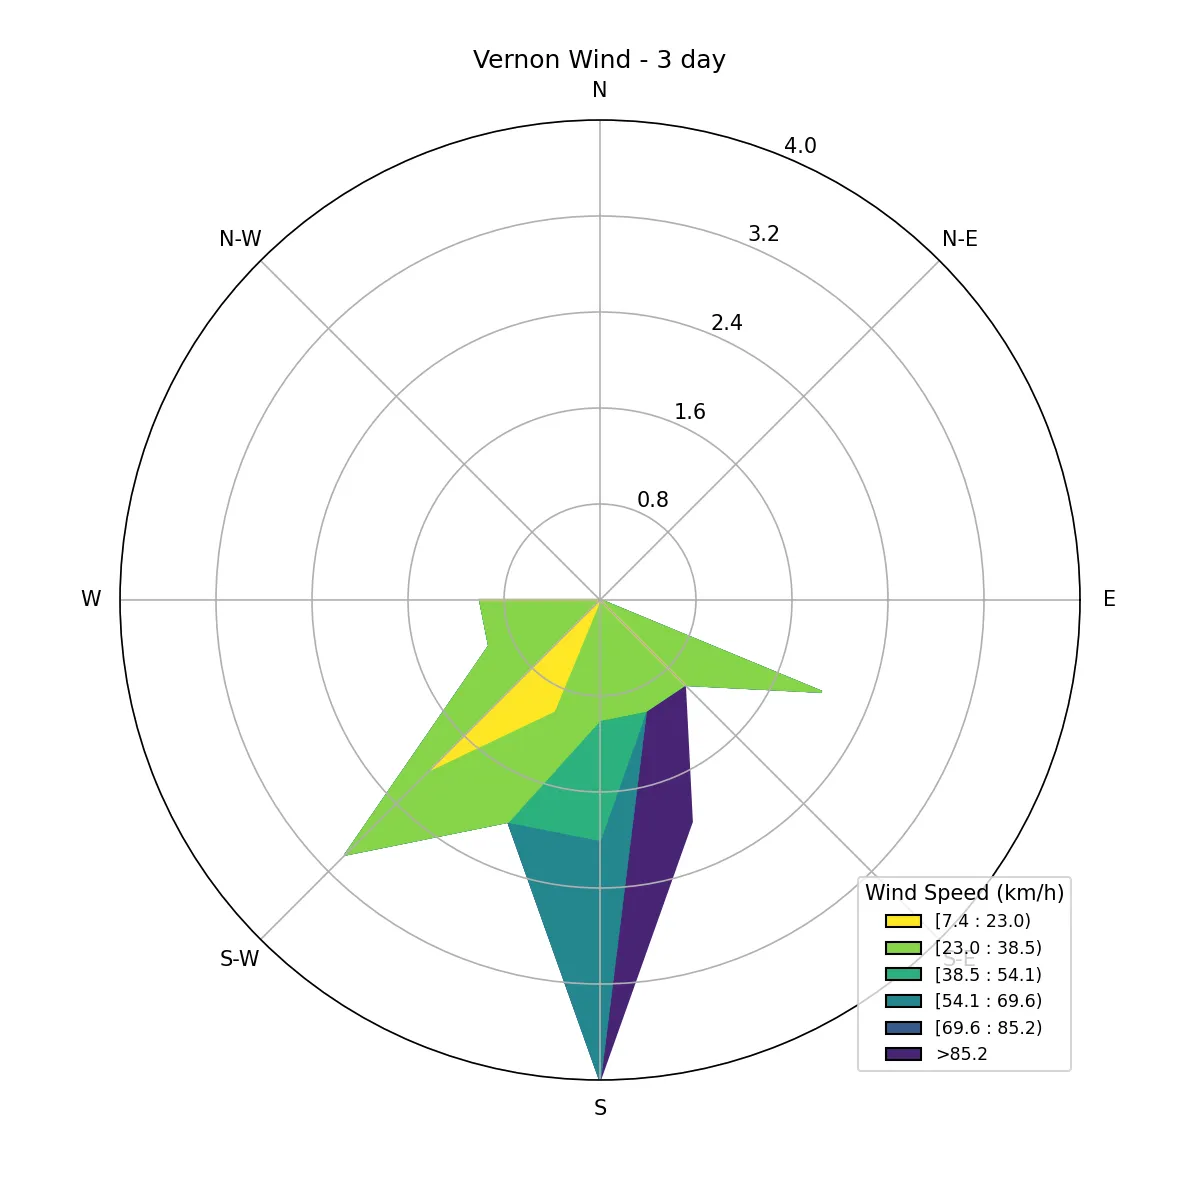 Vernon Wind - 3 day
N
4.0
N-W
N-E
3.2
2.4
1.6
0.8
W
E
S-W
S-E
Wind Speed (km/h)
[7.4 : 23.0)
[23.0 : 38.5)
[38.5 : 54.1)
[54.1 : 69.6)
[69.6 : 85.2)
>85.2
S